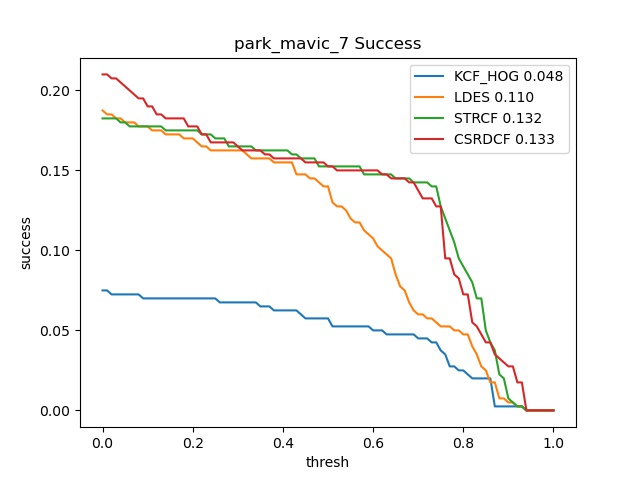 park_mavic_7 Success
KCF_HOG 0.048
LDES 0.110
STRCF 0.132
CSRDCF 0.133
success
0.20
0.15
0.10
0.05
0.00
0.0 0.2 0.4 0.6 0.8 1.0
thresh